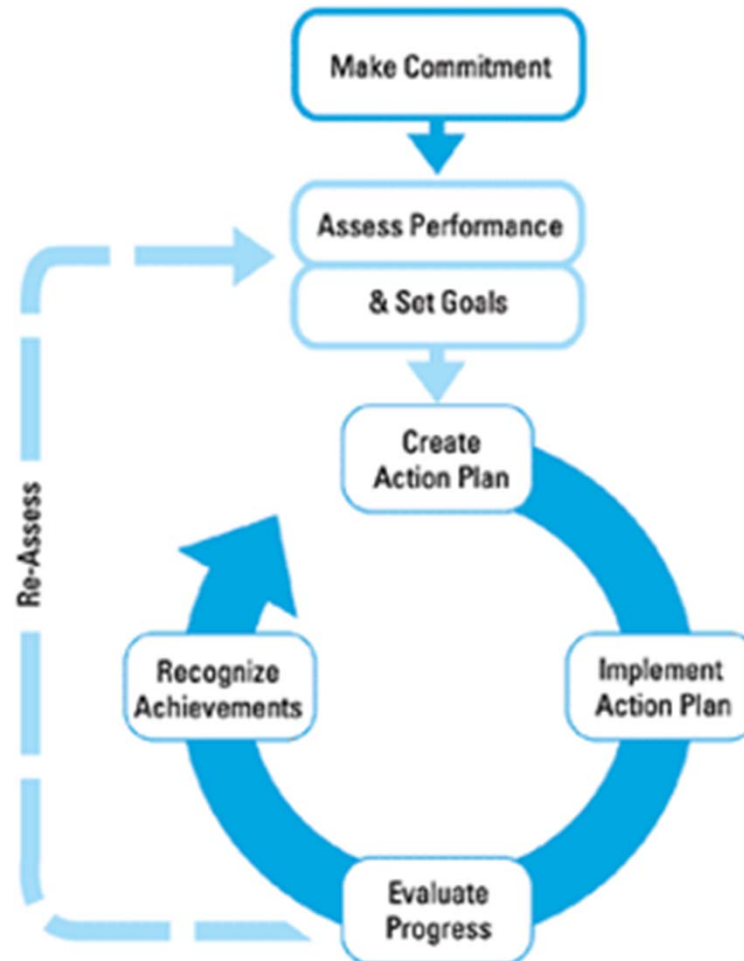 Make Commitment
Assess Performance
& Set Goals
Create
Action Plan
Implement
Action Plan
Evaluate
Progress
Recognize
Achievements
Re-Assess